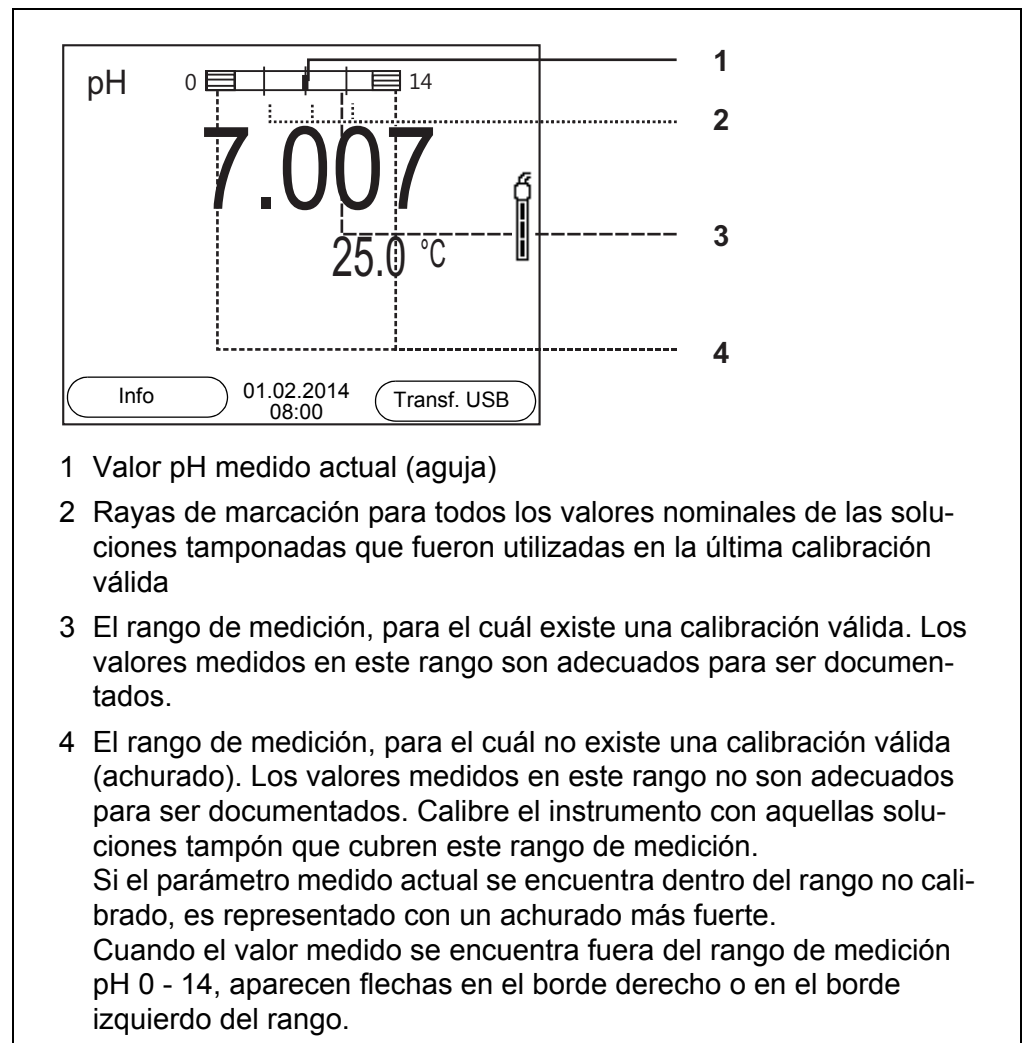 pH 0 14 1
2
7.007
3
25.0 °C
4
Info 01.02.2014 Transf. USB
08:00
1 Valor pH medido actual (aguja)
2 Rayas de marcación para todos los valores nominales de las solu-
ciones tamponadas que fueron utilizadas en la última calibración
válida
3 El rango de medición, para el cuál existe una calibración válida. Los
valores medidos en este rango son adecuados para ser documen-
tados.
4 El rango de medición, para el cuál no existe una calibración válida
(achurado). Los valores medidos en este rango no son adecuados
para ser documentados. Calibre el instrumento con aquellas solu-
ciones tampón que cubren este rango de medición.
Si el parámetro medido actual se encuentra dentro del rango no cali-
brado, es representado con un achurado más fuerte.
Cuando el valor medido se encuentra fuera del rango de medición
pH 0 - 14, aparecen flechas en el borde derecho o en el borde
izquierdo del rango.